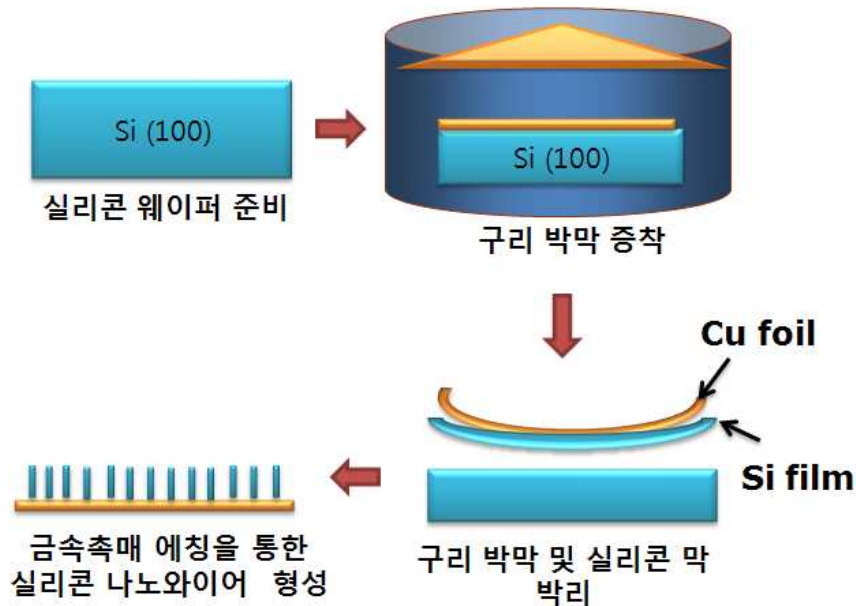 Si (100)
실리콘 웨이퍼 준비
Si (100)
구리 박막 증착
Cu foil
Si film
구리 박막 및 실리콘 막
박리
금속촉매 에칭을 통한
실리콘 나노와이어 형성